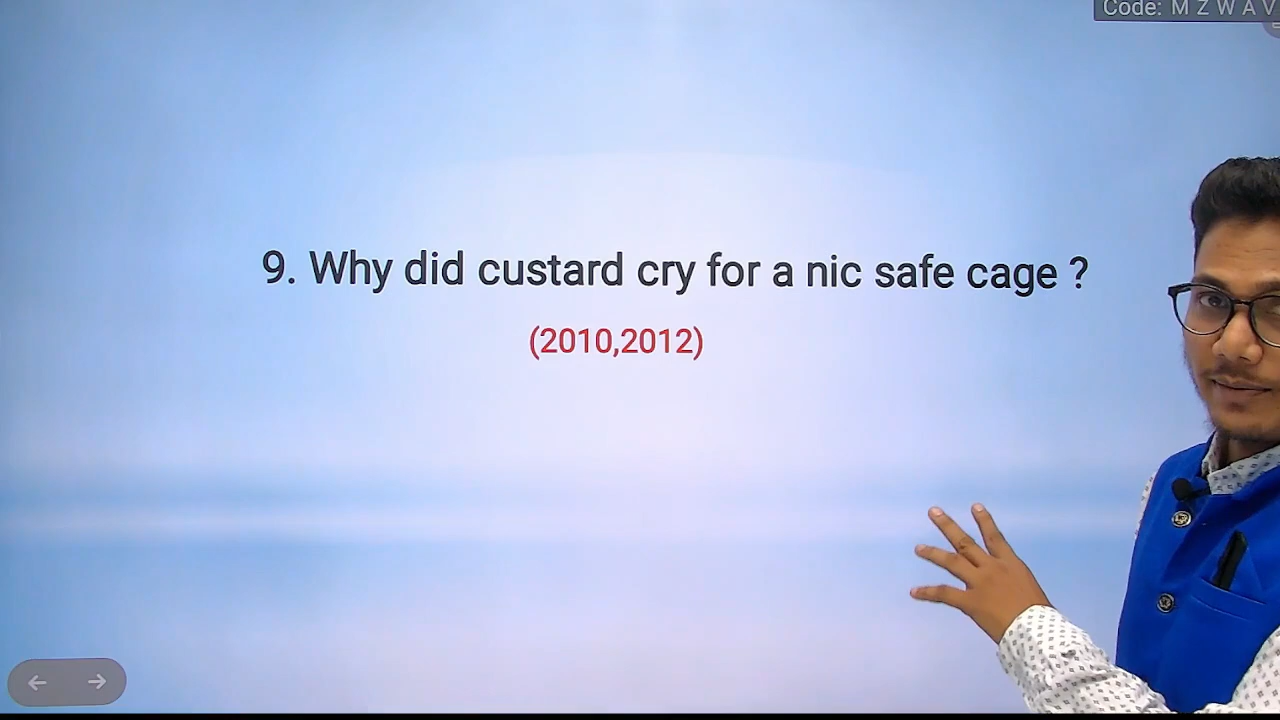 Code: M Z W A V
9. Why did custard cry for a nic safe cage ?
(2010,2012)